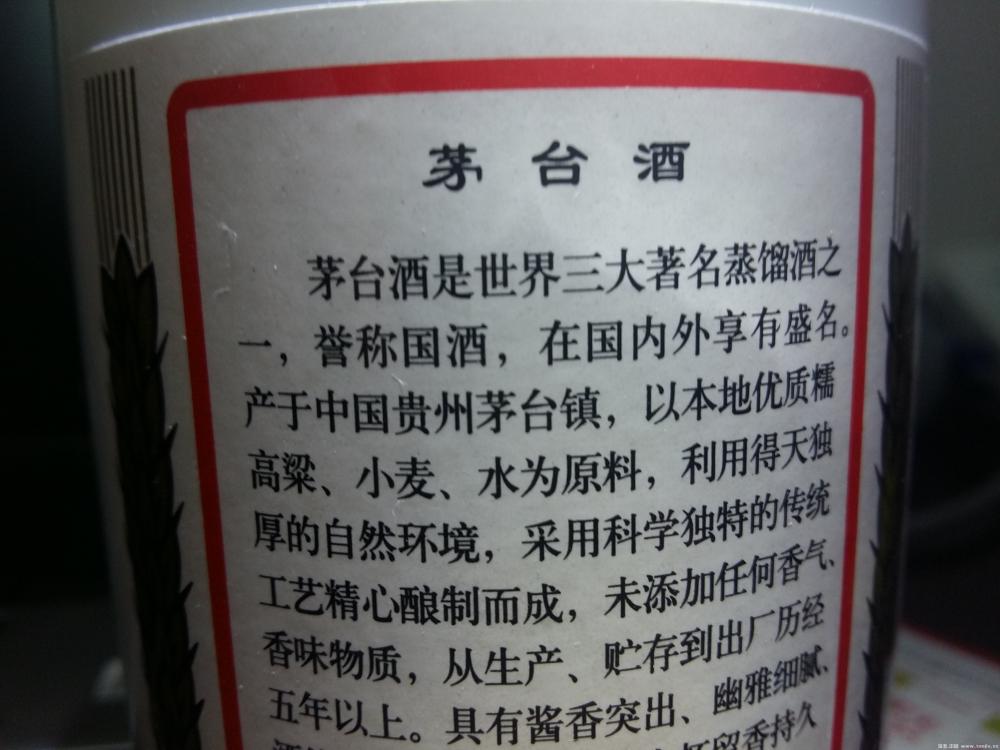 茅台酒
茅台酒是世界三大著名蒸馏酒之
一，誉称国酒，在国内外享有盛名。
产于中国贵州茅台镇，以本地优质糯
高粱、小麦、水为原料，利用得天独
厚的自然环境，采用科学独特的传统
工艺精心酿制而成，未添加任何香气、
香味物质，从生产、贮存到出厂历经
五年以上。具有酱香突出、幽雅细腻、
留香持久